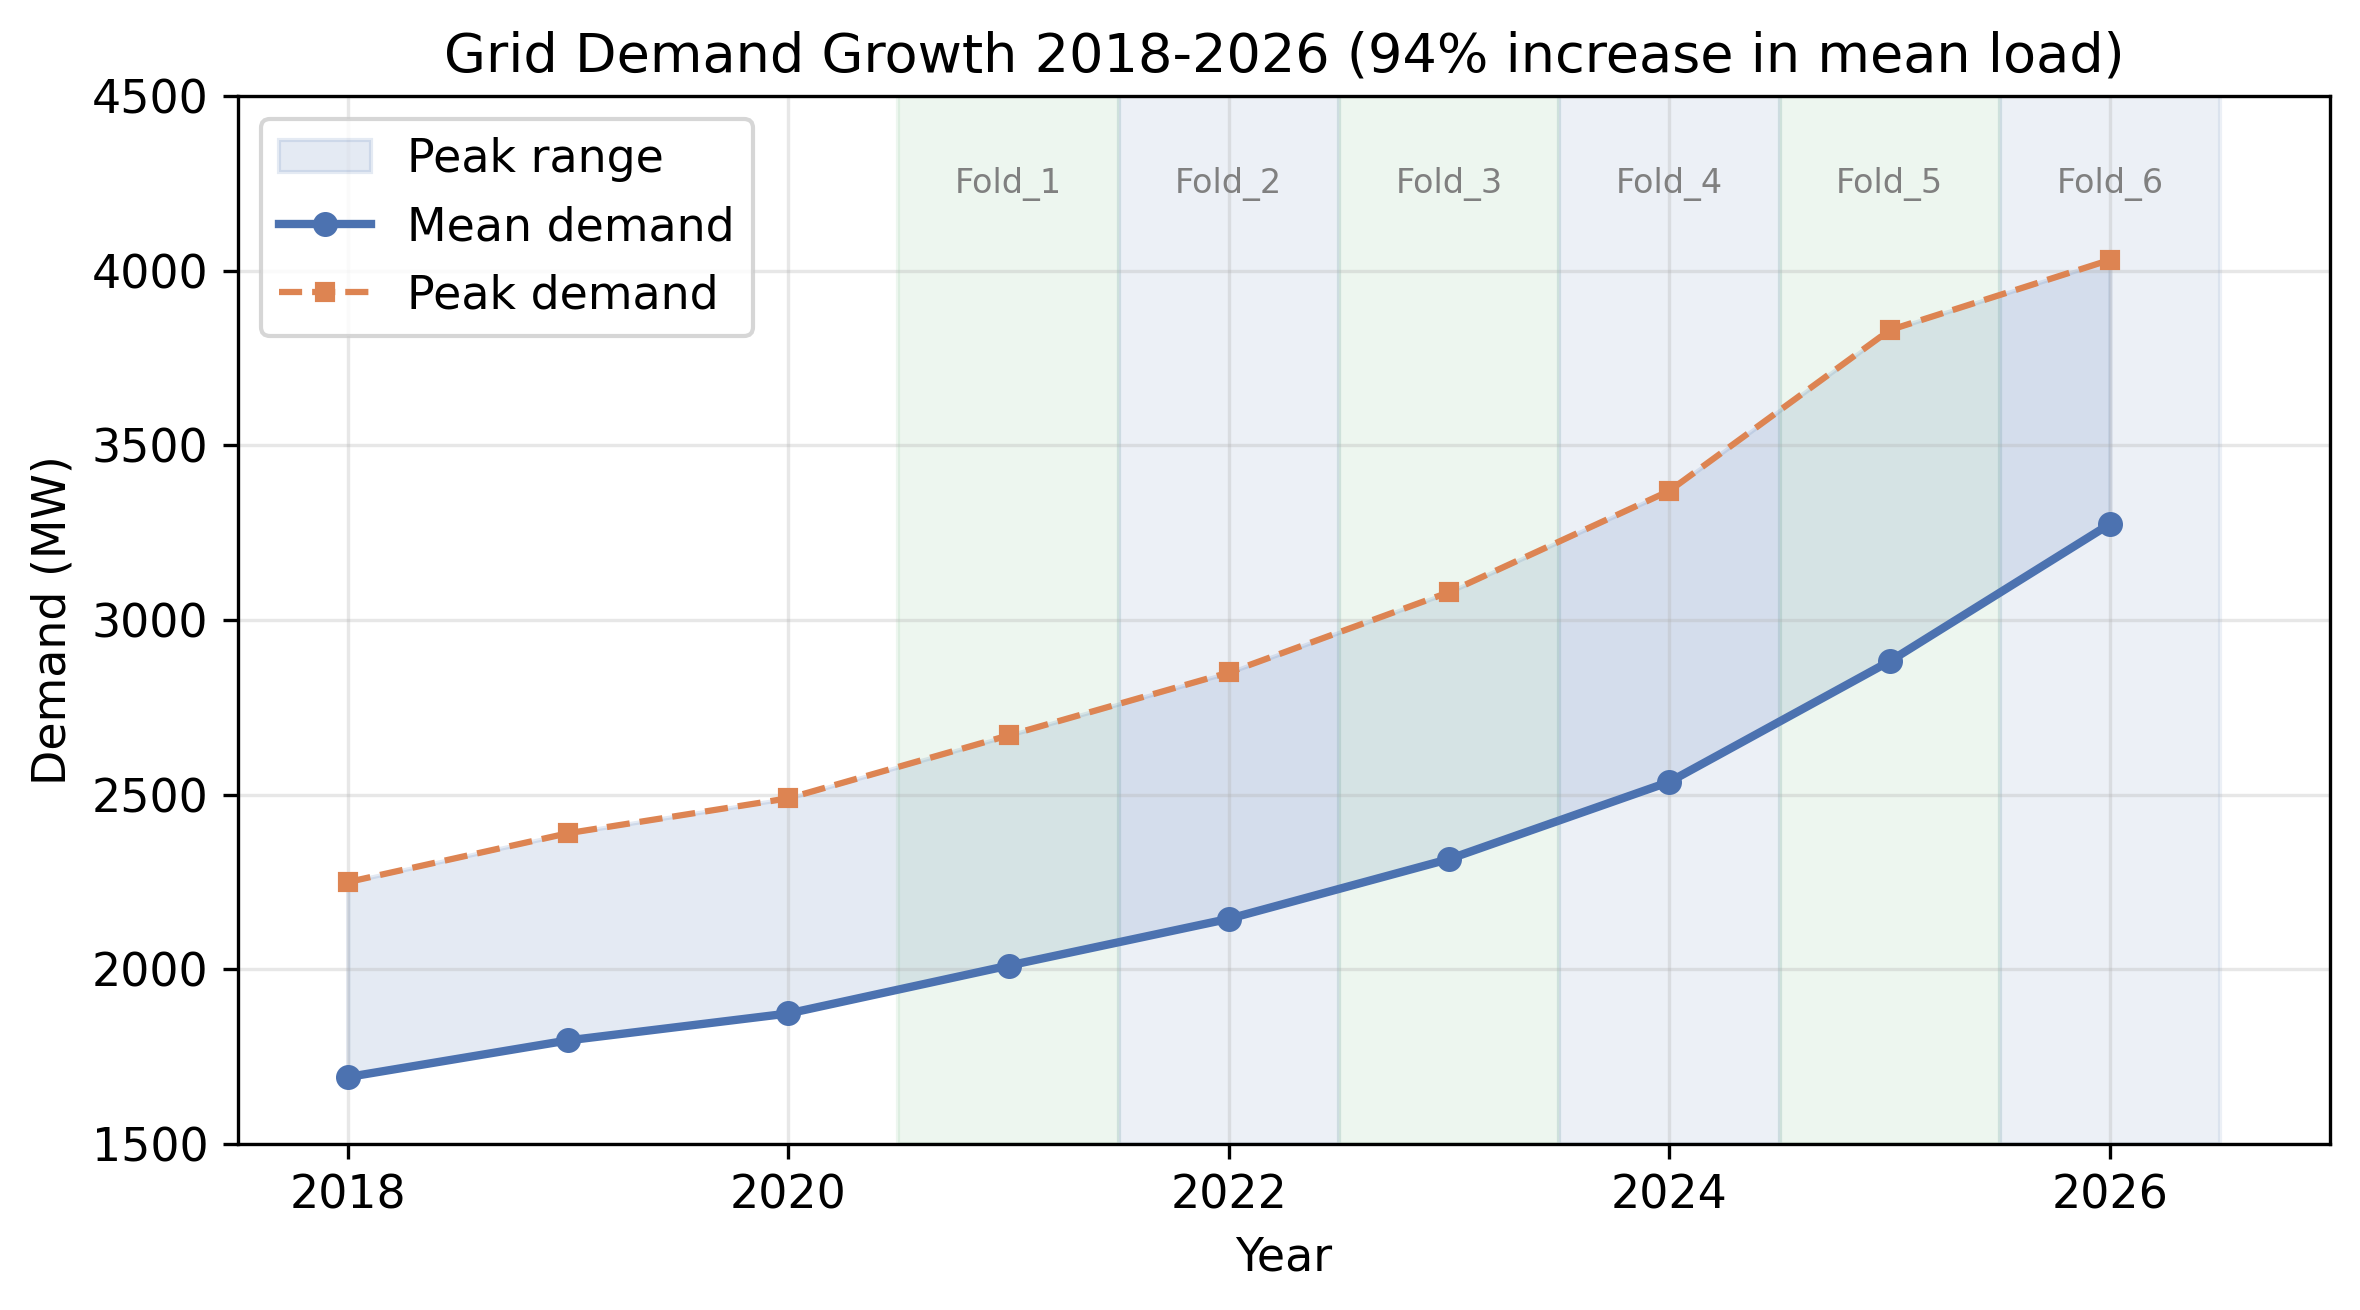 Grid Demand Growth 2018-2026 (94% increase in mean load)
4500
4000
3500
3000
2500
2000
1500
Demand (MW)
Peak range
Mean demand
Peak demand
Fold_1
Fold_2
Fold_3
Fold_4
Fold_5
Fold_6
2018
2020
2022
2024
2026
Year